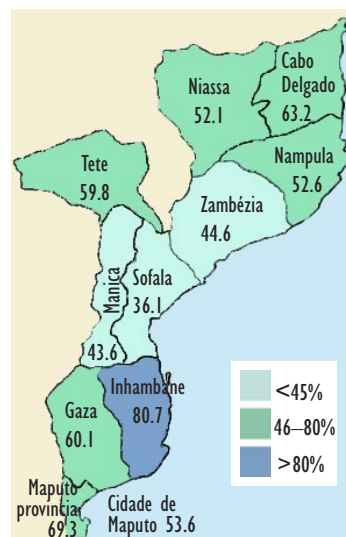 Cabo
Delgado
63.2
Niassa
52.1
Nampula
52.6
Tete
59.8
Zambézia
44.6
Manica
43.6
Sofala
36.1
Inhambane
80.7
Gaza
60.1
<45%
46–80%
>80%
Maputo
provincia
69.3
Cidade de
Maputo 53.6